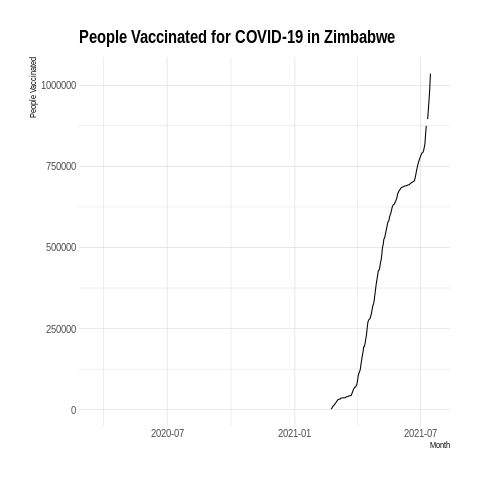 People Vaccinated for COVID-19 in Zimbabwe
People Vaccinated
1000000
750000
500000
250000
0
2020-07
2021-01
2021-07
Month